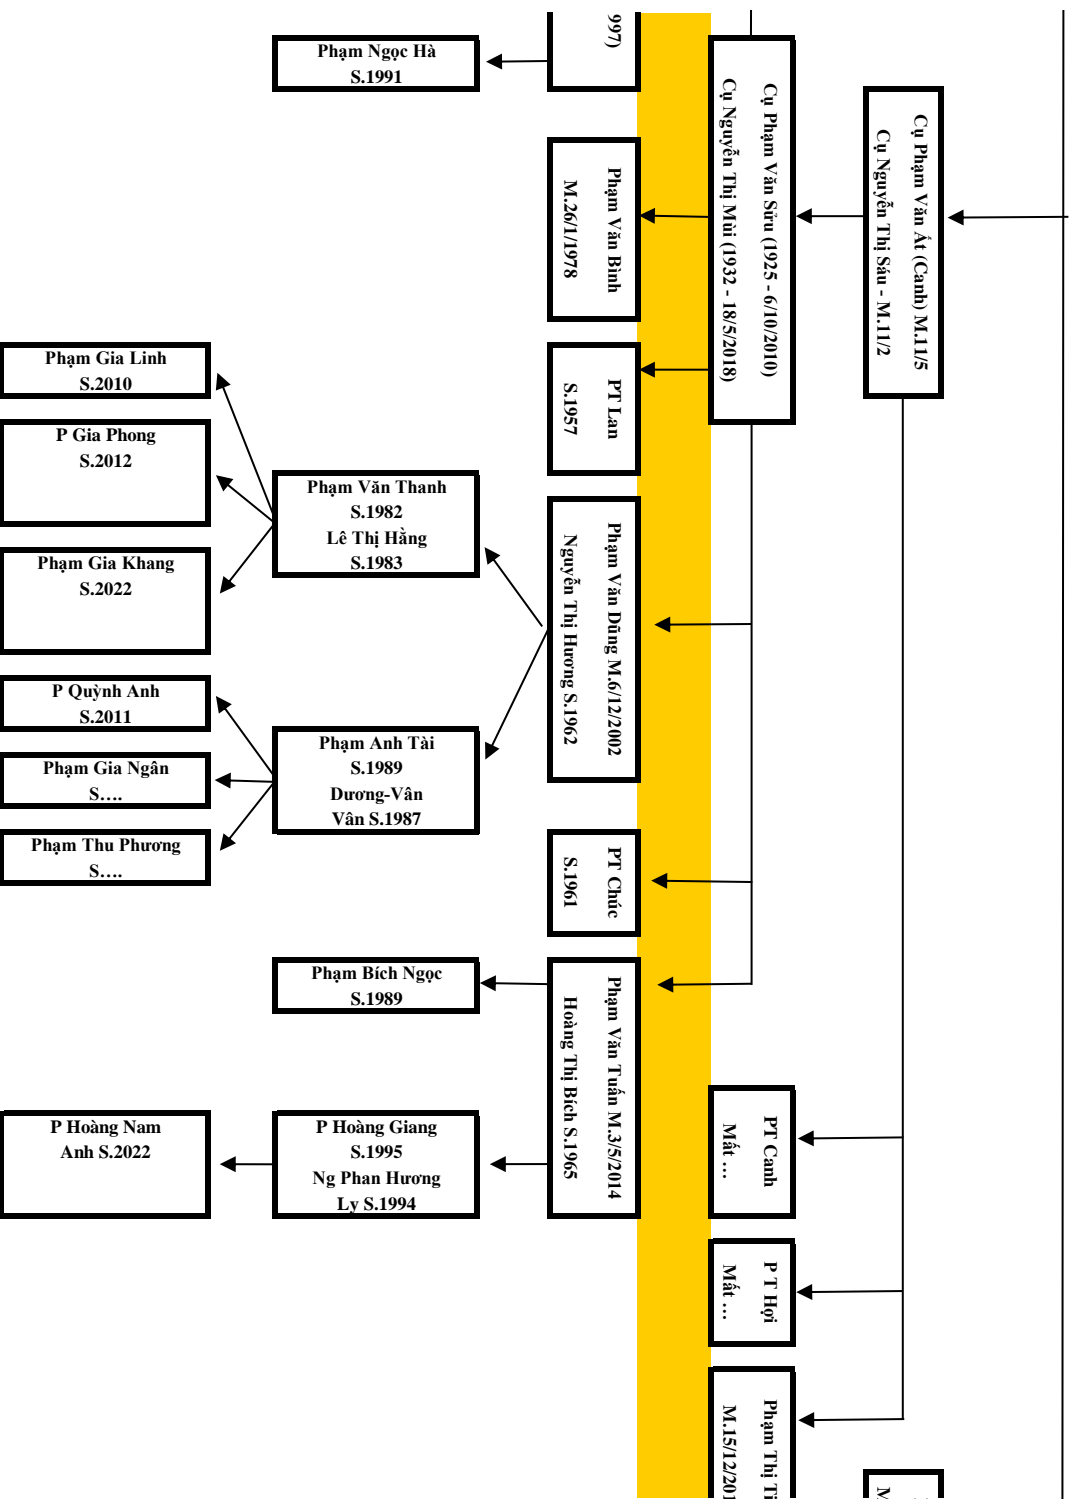 997)
Phạm Ngọc Hà
S.1991
Cụ Phạm Văn Sửu (1925 - 6/10/2010)
Cụ Nguyễn Thị Mùi (1932 - 18/5/2018)
Cụ Phạm Văn Át (Canh) M.11/5
Cụ Nguyễn Thị Sáu - M.11/2
Phạm Văn Bình
M.26/1/1978
PT Lan
S.1957
Phạm Gia Linh
S.2010
P Gia Phong
S.2012
Phạm Gia Khang
S.2022
Phạm Văn Thanh
S.1982
Lê Thị Hằng
S.1983
Phạm Văn Dũng M.6/12/2002
Nguyễn Thị Hương S.1962
P Quỳnh Anh
S.2011
Phạm Gia Ngân
S….
Phạm Thu Phương
S….
Phạm Anh Tài
S.1989
Dương-Vân
Vân S.1987
PT Chúc
S.1961
Phạm Bích Ngọc
S.1989
Phạm Văn Tuấn M.3/5/2014
Hoàng Thị Bích S.1965
P Hoàng Nam
Anh S.2022
P Hoàng Giang
S.1995
Ng Phan Hương
Ly S.1994
PT Canh
Mất …
P T Hợi
Mất …
Phạm Thị
M.15/12/201